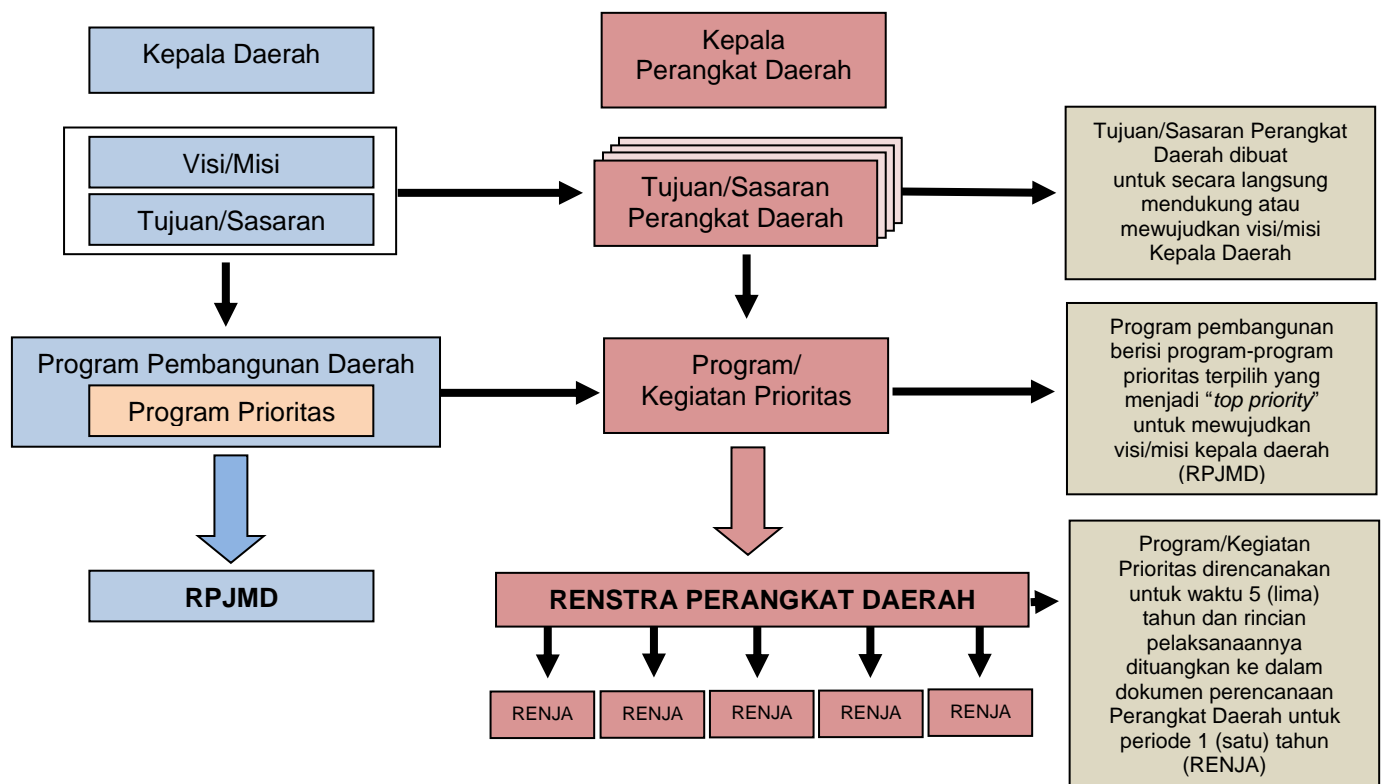 Kepala Daerah
Kepala
Perangkat Daerah
Visi/Misi
Tujuan/Sasaran
Tujuan/Sasaran
Perangkat Daerah
Tujuan/Sasaran Perangkat
Daerah dibuat
untuk secara langsung
mendukung atau
mewujudkan visi/misi
Kepala Daerah
Program Pembangunan Daerah
Program Prioritas
Program/
Kegiatan Prioritas
Program pembangunan
berisi program-program
prioritas terpilih yang
menjadi “top priority”
untuk mewujudkan
visi/misi kepala daerah
(RPJMD)
RPJMD
RENSTRA PERANGKAT DAERAH
Program/Kegiatan
Prioritas direncanakan
untuk waktu 5 (lima)
tahun dan rincian
pelaksanaannya
dituangkan ke dalam
dokumen perencanaan
Perangkat Daerah untuk
periode 1 (satu) tahun
(RENJA)
RENJA
RENJA
RENJA
RENJA
RENJA